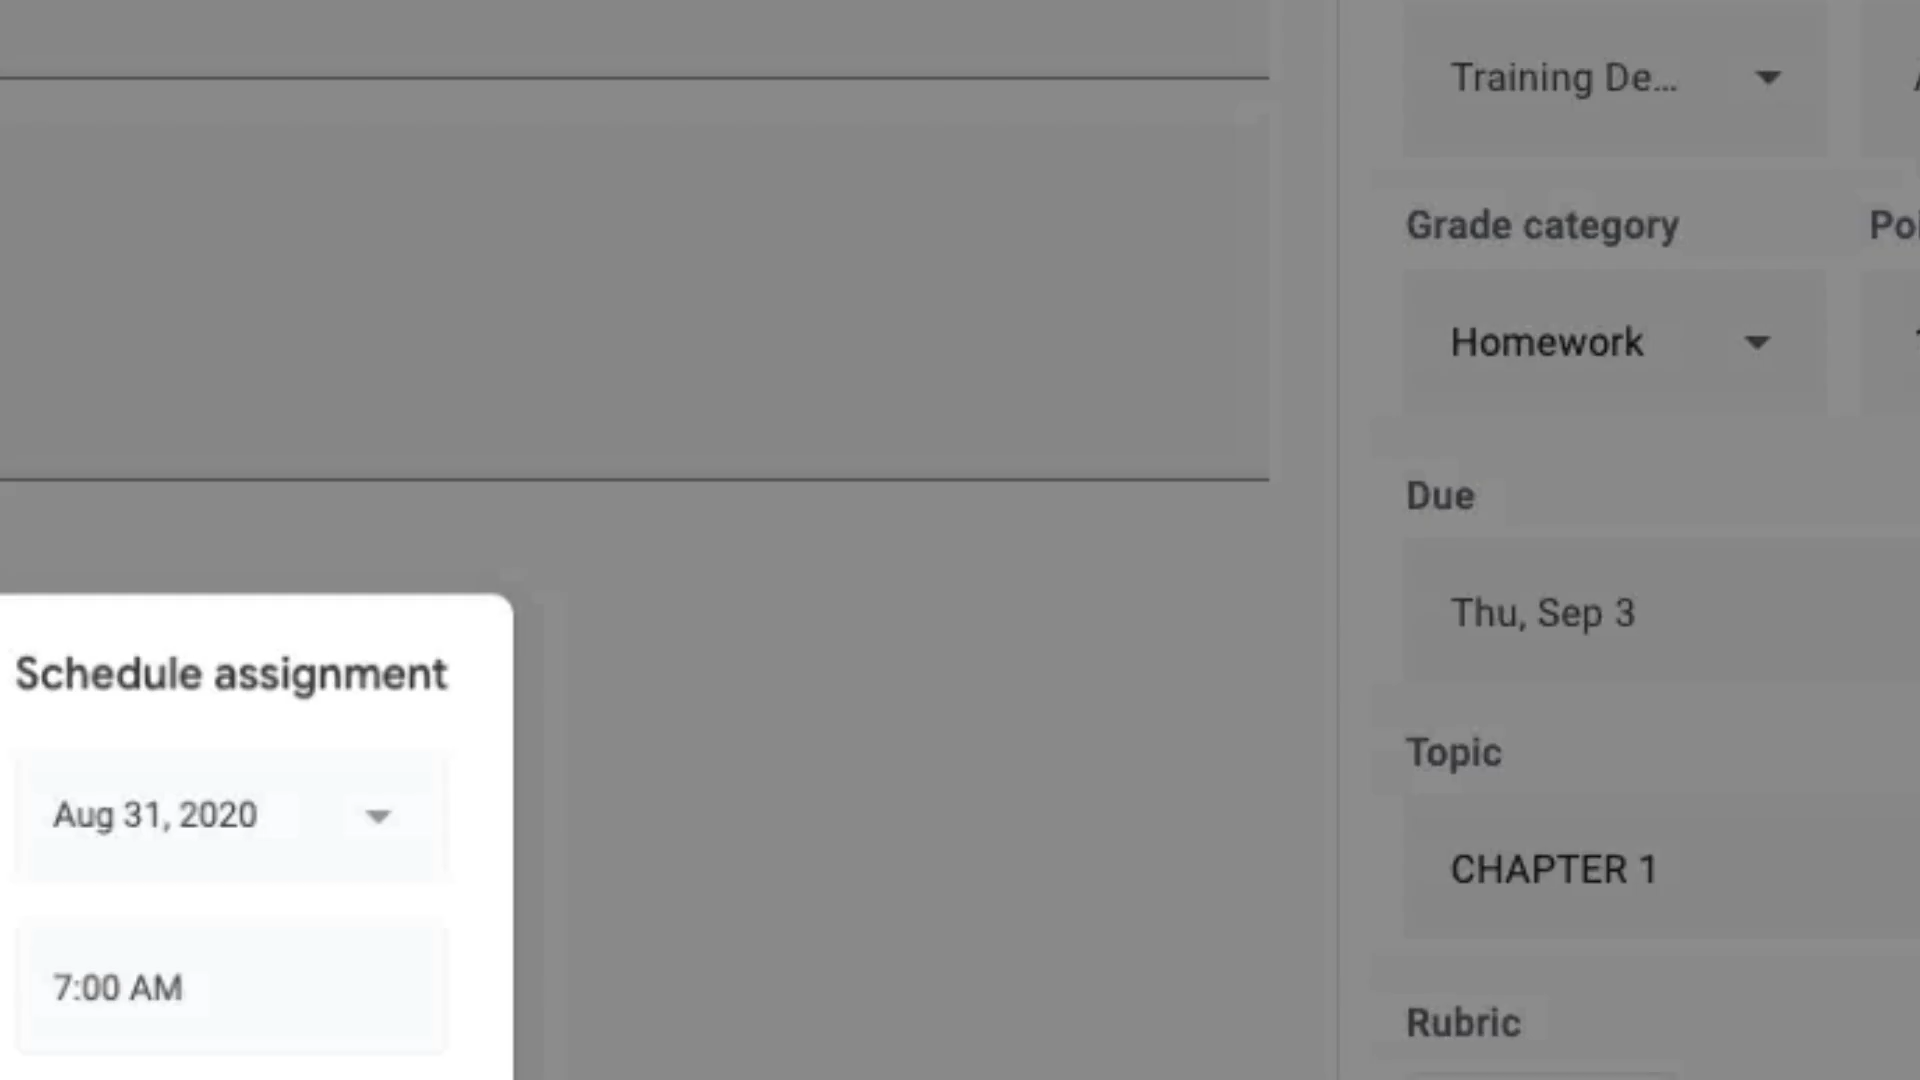 Training De...
Grade category
Homework
Due
Thu, Sep 3
Topic
CHAPTER 1
Rubric
Schedule assignment
Aug 31, 2020
7:00 AM